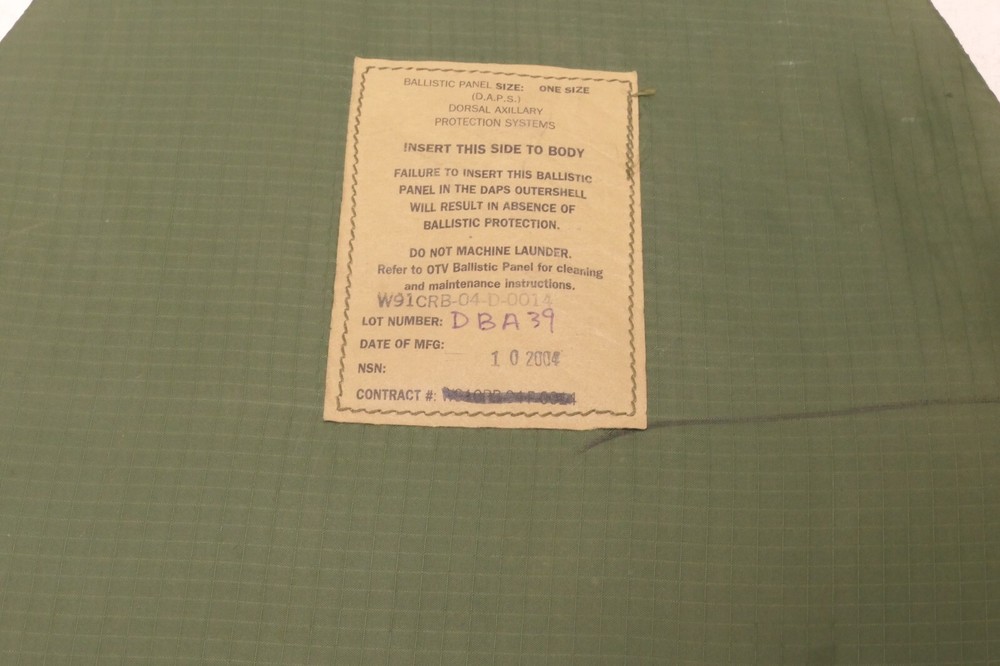 BALLISTIC PANEL SIZE: ONE SIZE
(D.A.P.S.)
DORSAL AXILLARY
PROTECTION SYSTEMS
INSERT THIS SIDE TO BODY
FAILURE TO INSERT THIS BALLISTIC
PANEL IN THE DAPS OUTERSHELL
WILL RESULT IN ABSENCE OF
BALLISTIC PROTECTION.
DO NOT MACHINE LAUNDER.
Refer to OTV Ballistic Panel for cleaning
and maintenance instructions.
W91CRB-04-D-0014
LOT NUMBER: DBA39
DATE OF MFG: 10 2004
NSN:
CONTRACT #: